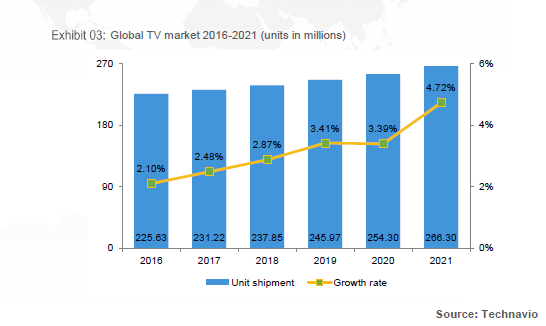 Exhibit 03: Global TV market 2016-2021 (units in millions)
270
6%
4.72%
180
3.41%
3.39%
4%
2.87%
2.48%
2.10%
90
2%
225.63 231.22 237.85 245.97 254.30 266.30
0
0%
2016 2017 2018 2019 2020 2021
Unit shipment Growth rate
Source: Technavio